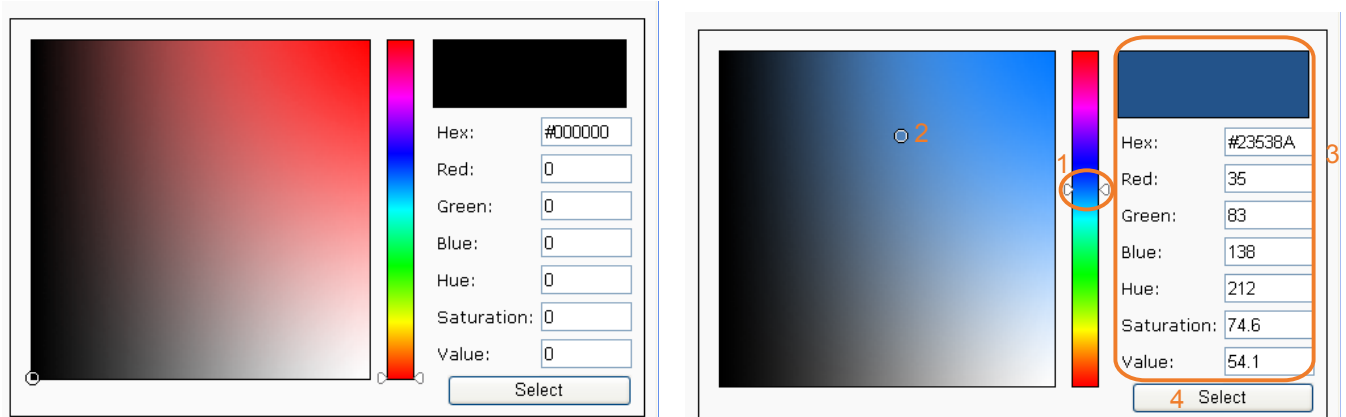 Hex: #000000
Red: 0
Green: 0
Blue: 0
Hue: 0
Saturation: 0
Value: 0
Select
2
1
3
Hex: #23538A
Red: 35
Green: 83
Blue: 138
Hue: 212
Saturation: 74.6
Value: 54.1
4 Select